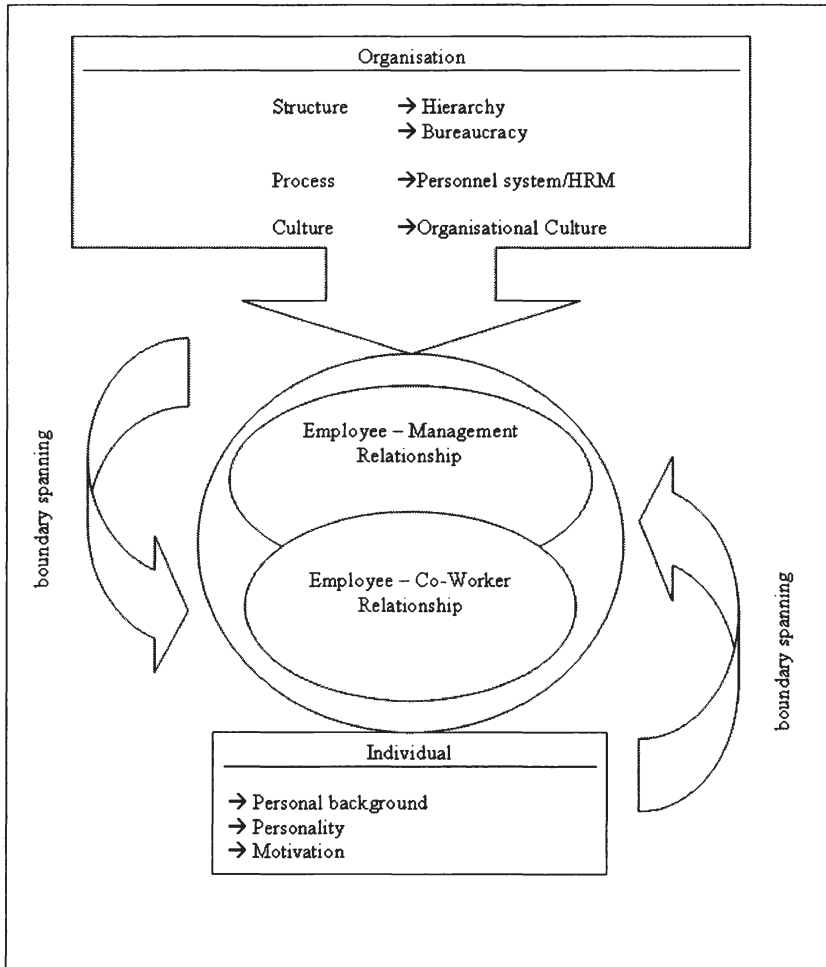 Organisation
Structure → Hierarchy
→ Bureaucracy
Process →Personnel system/HRM
Culture →Organisational Culture
boundary spanning
Employee – Management
Relationship
Employee – Co-Worker
Relationship
boundary spanning
Individual
→ Personal background
→ Personality
→ Motivation